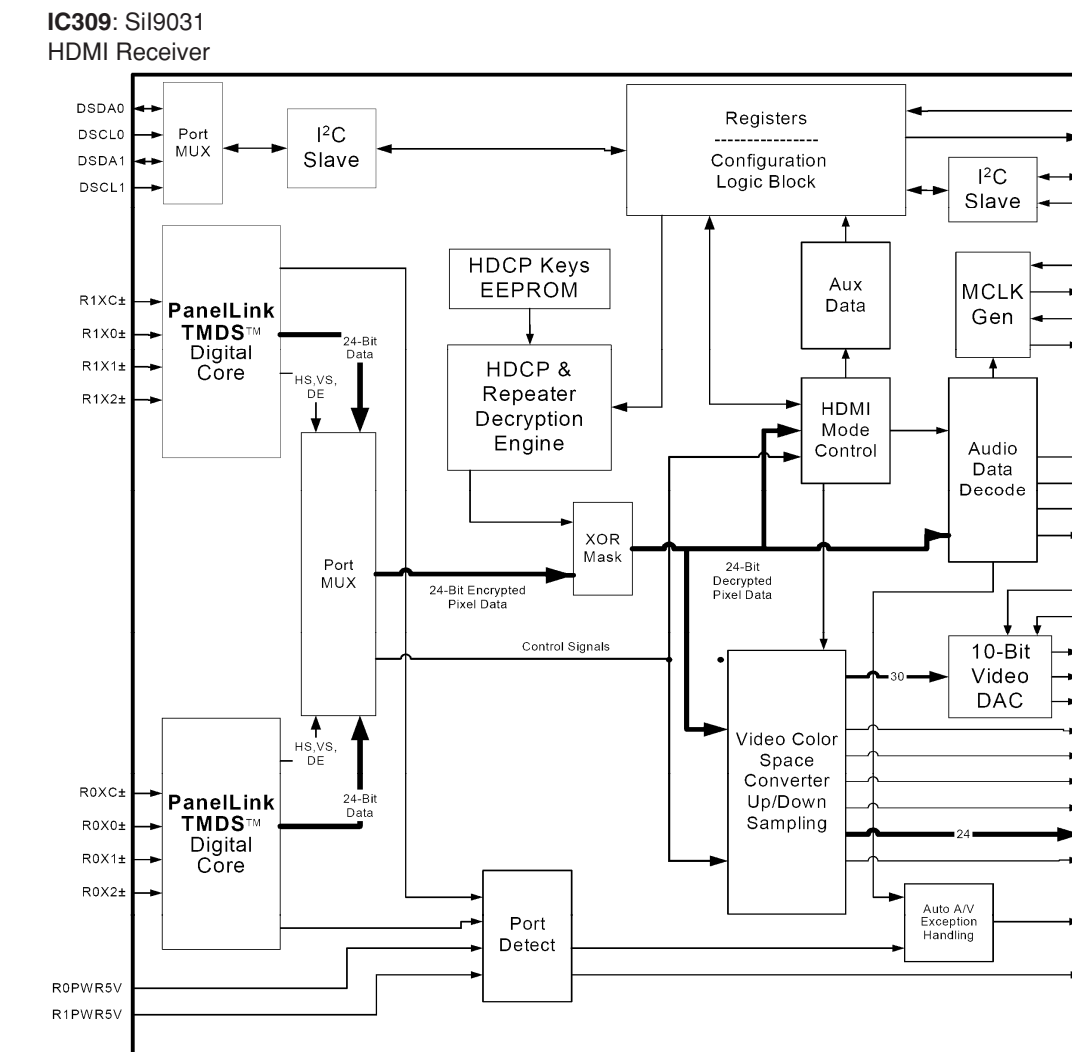 IC309: SiI9031
HDMI Receiver
DSDA0
DSCL0
DSDA1
DSCL1
Port
MUX
I²C
Slave
Registers
--------------
Configuration
Logic Block
I²C
Slave
R1XC±
R1X0±
R1X1±
R1X2±
PanelLink
TMDS™
Digital
Core
24-Bit
Data
HS,VS,
DE
HDCP Keys
EEPROM
HDCP &
Repeater
Decryption
Engine
Aux
Data
MCLK
Gen
HDMI
Mode
Control
Audio
Data
Decode
Port
MUX
XOR
Mask
24-Bit Encrypted
Pixel Data
24-Bit
Decrypted
Pixel Data
Control Signals
10-Bit
Video
DAC
30
Video Color
Space
Converter
Up/Down
Sampling
24
HS,VS,
DE
24-Bit
Data
R0XC±
R0X0±
R0X1±
R0X2±
PanelLink
TMDS™
Digital
Core
Port
Detect
Auto A/V
Exception
Handling
R0PWR5V
R1PWR5V